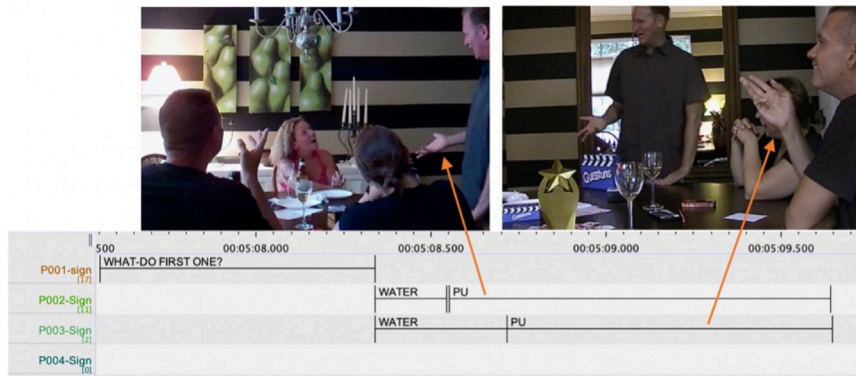 Guesstures
500 00:05:08.000 00:05:08.500 00:05:09.000 00:05:09.500
P001-sign WHAT-DO FIRST ONE?
[17]
P002-Sign WATER PU
[11]
P003-Sign WATER PU
[2]
P004-Sign
[0]